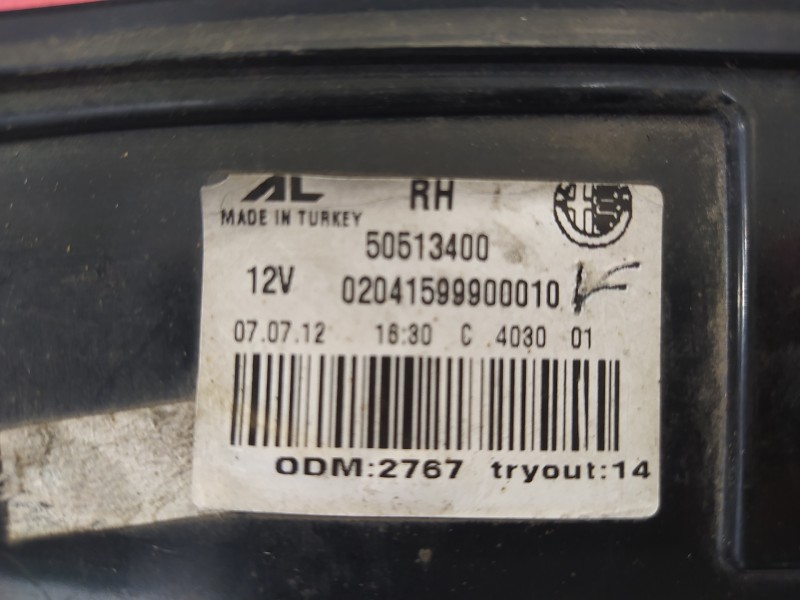 AL RH
MADE IN TURKEY
50513400
12V 02041599900010
07.07.12 16:30 C 4030 01
ODM:2767 tryout:14